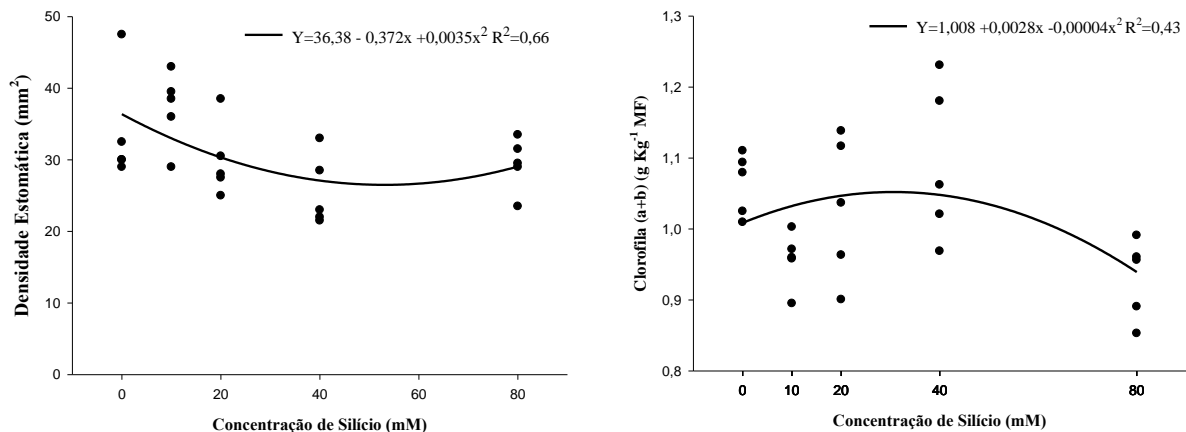 Y=36,38 - 0,372x +0,0035x² R²=0,66
Densidade Estomática (mm²)
50
40
30
20
10
0
0 20 40 60 80
Concentração de Silício (mM)
Y=1,008 +0,0028x -0,00004x² R²=0,43
Clorofila (a+b) (g Kg⁻¹ MF)
1,3
1,2
1,1
1,0
0,9
0,8
0 10 20 40 80
Concentração de Silício (mM)